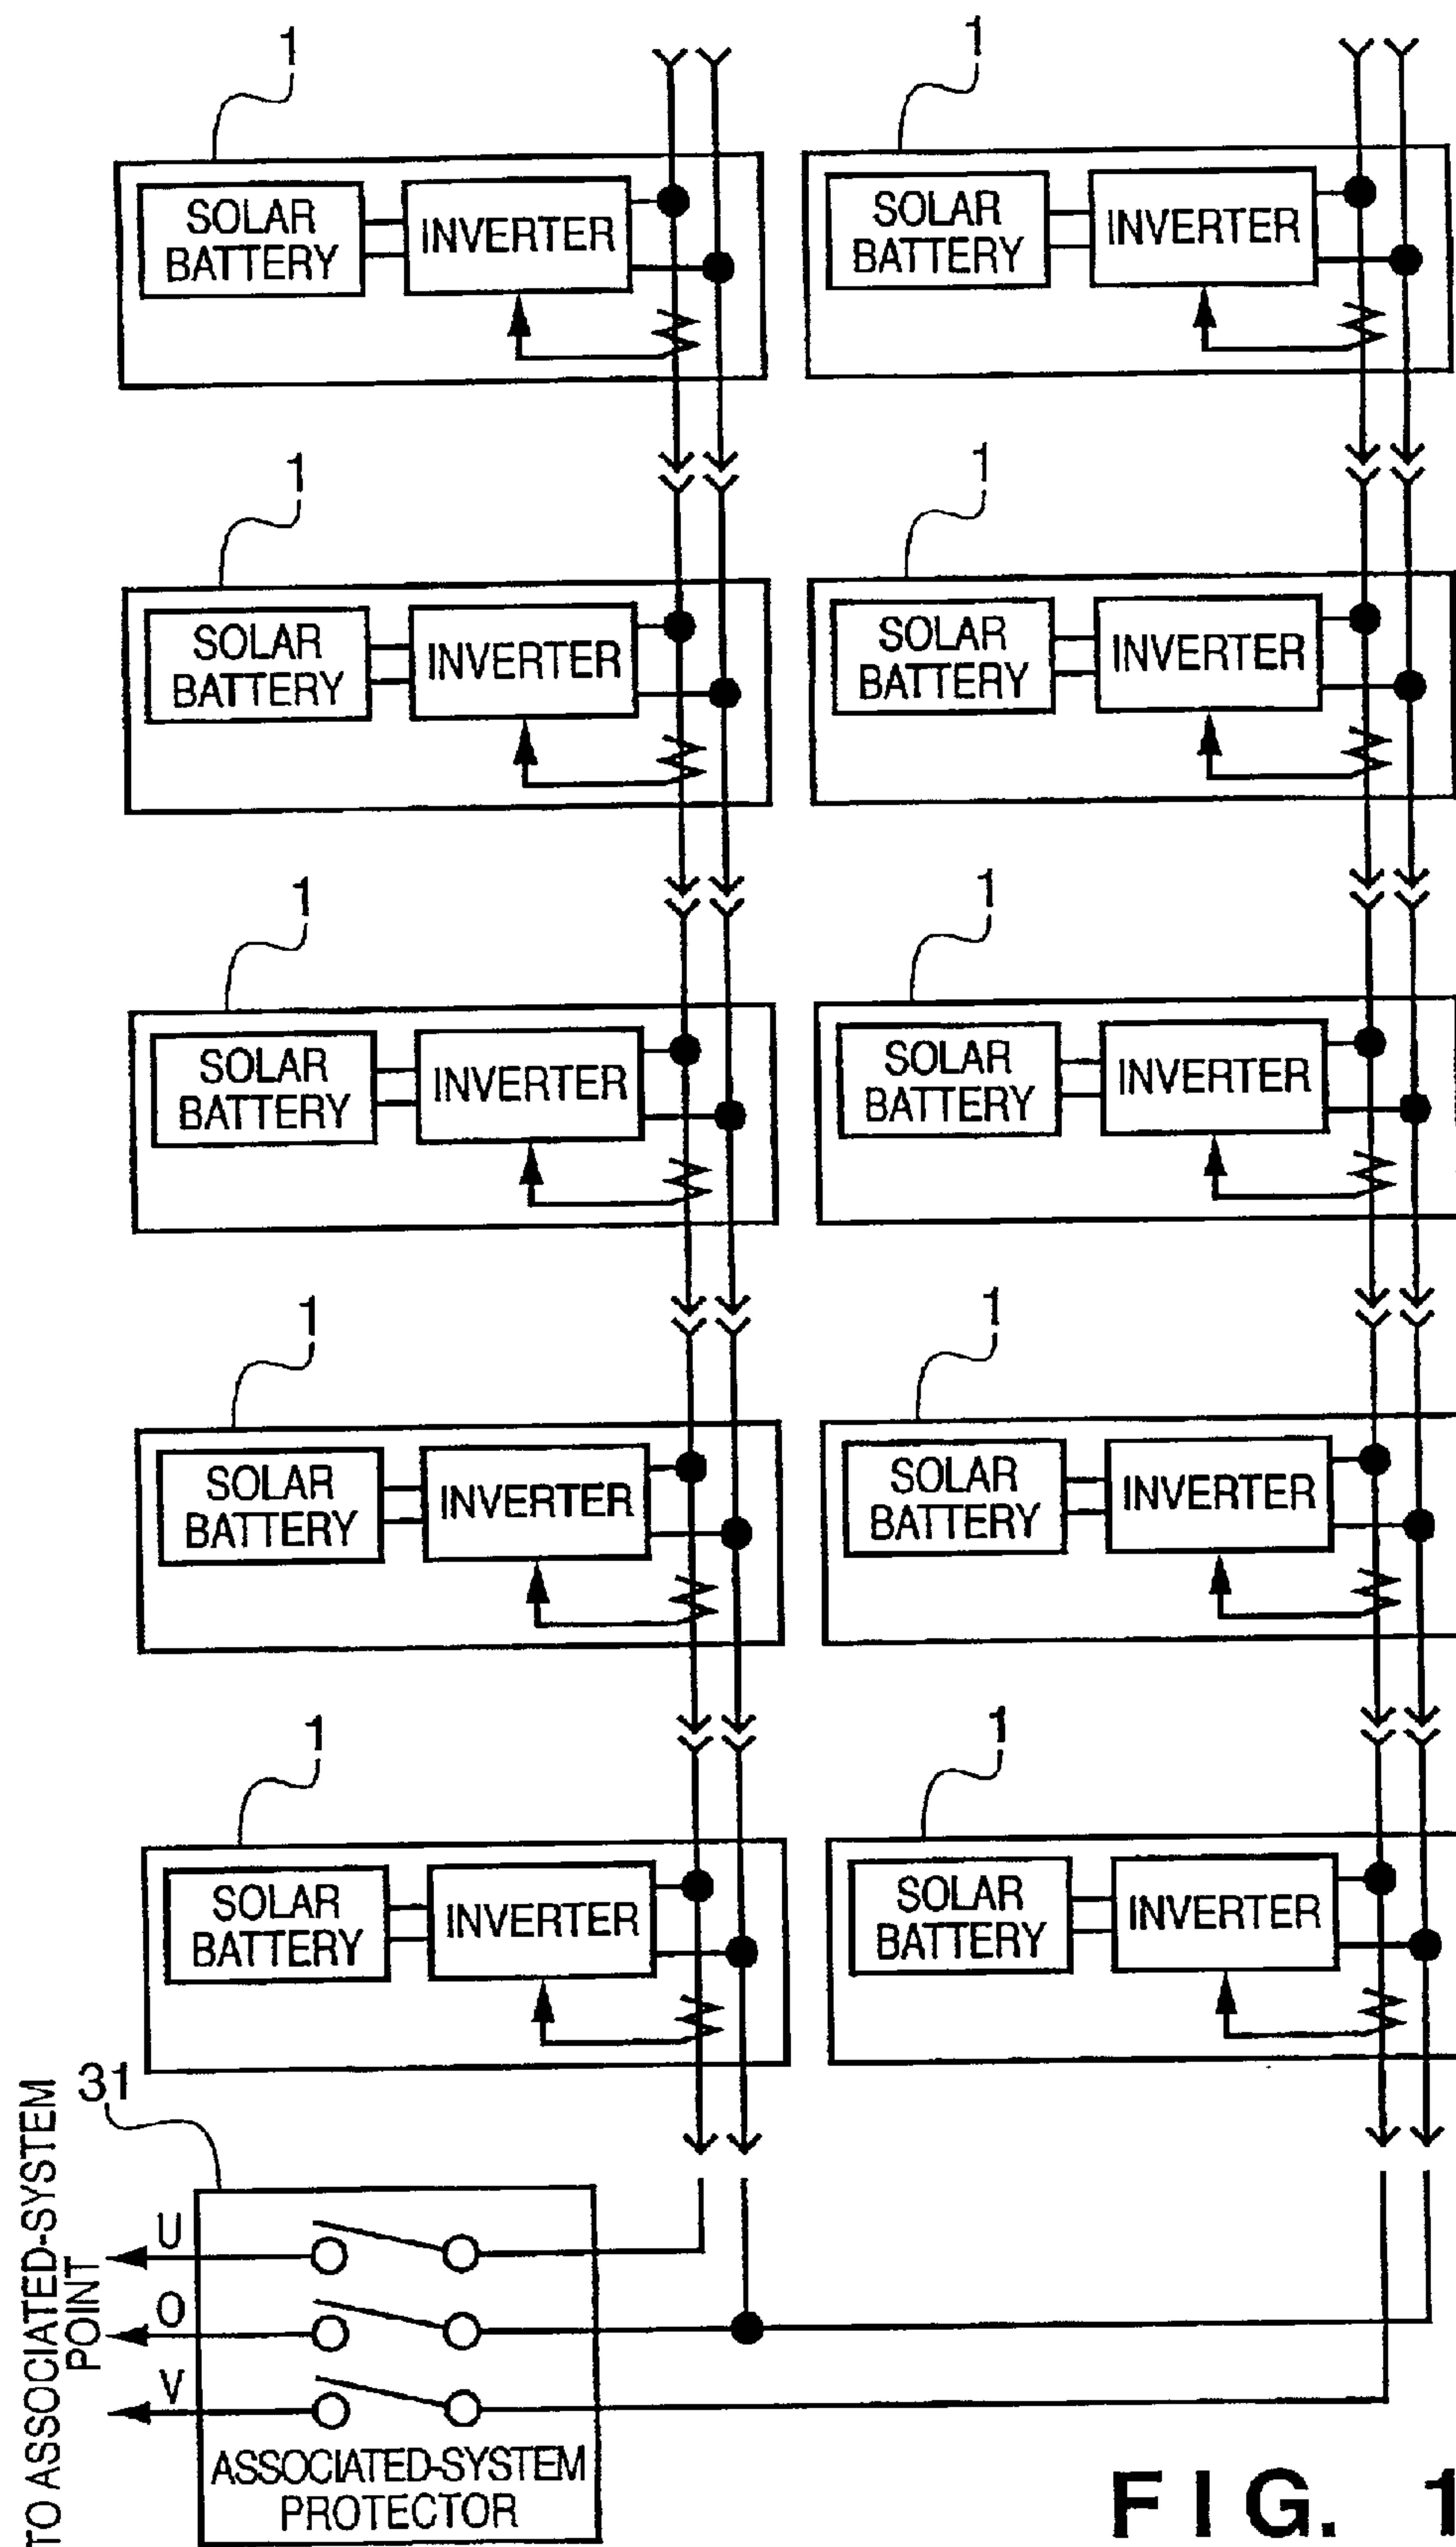 1 1
SOLAR BATTERY INVERTER SOLAR BATTERY INVERTER
1 1
SOLAR BATTERY INVERTER SOLAR BATTERY INVERTER
1 1
SOLAR BATTERY INVERTER SOLAR BATTERY INVERTER
1 1
SOLAR BATTERY INVERTER SOLAR BATTERY INVERTER
1 1
SOLAR BATTERY INVERTER SOLAR BATTERY INVERTER
31
TO ASSOCIATED-SYSTEM
POINT
U
O
V
ASSOCIATED-SYSTEM
PROTECTOR
FIG. 1